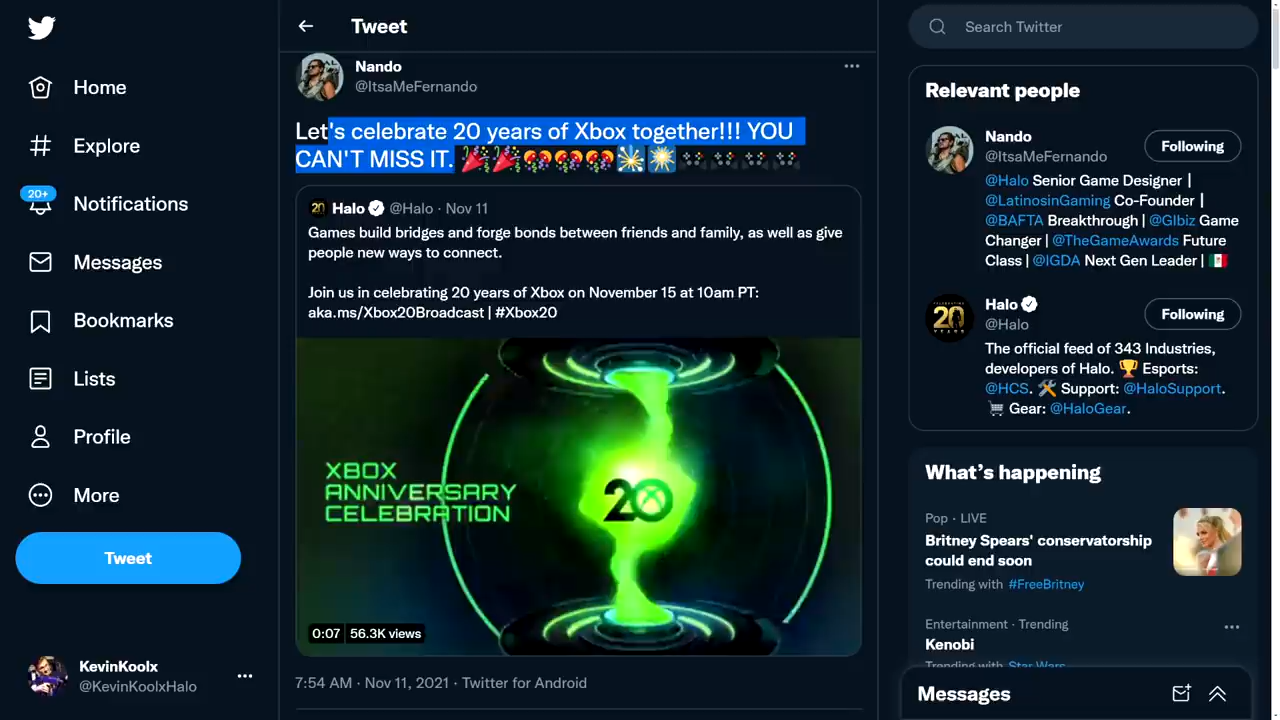 Home
Explore
20+
Notifications
Messages
Bookmarks
Lists
Profile
More
Tweet
KevinKoolx
@KevinKoolxHalo
Tweet
Nando
@ItsaMeFernando
Let's celebrate 20 years of Xbox together!!! YOU
CAN'T MISS IT. 🎉🎉🎊🎊🎊🎇🎆🎮🎮🎮🎮
20 Halo @Halo · Nov 11
Games build bridges and forge bonds between friends and family, as well as give
people new ways to connect.
Join us in celebrating 20 years of Xbox on November 15 at 10am PT:
aka.ms/Xbox20Broadcast | #Xbox20
XBOX
ANNIVERSARY
CELEBRATION
20
0:07 56.3K views
7:54 AM · Nov 11, 2021 · Twitter for Android
Search Twitter
Relevant people
Nando
@ItsaMeFernando
Following
@Halo Senior Game Designer |
@LatinosinGaming Co-Founder |
@BAFTA Breakthrough | @GIbiz Game
Changer | @TheGameAwards Future
Class | @IGDA Next Gen Leader | 🇲🇽
20
Halo
@Halo
Following
The official feed of 343 Industries,
developers of Halo. 🏆 Esports:
@HCS. 🛠 Support: @HaloSupport.
🛒 Gear: @HaloGear.
What's happening
Pop · LIVE
Britney Spears' conservatorship
could end soon
Trending with #FreeBritney
Entertainment · Trending
Kenobi
Trending with Star Wars
Messages